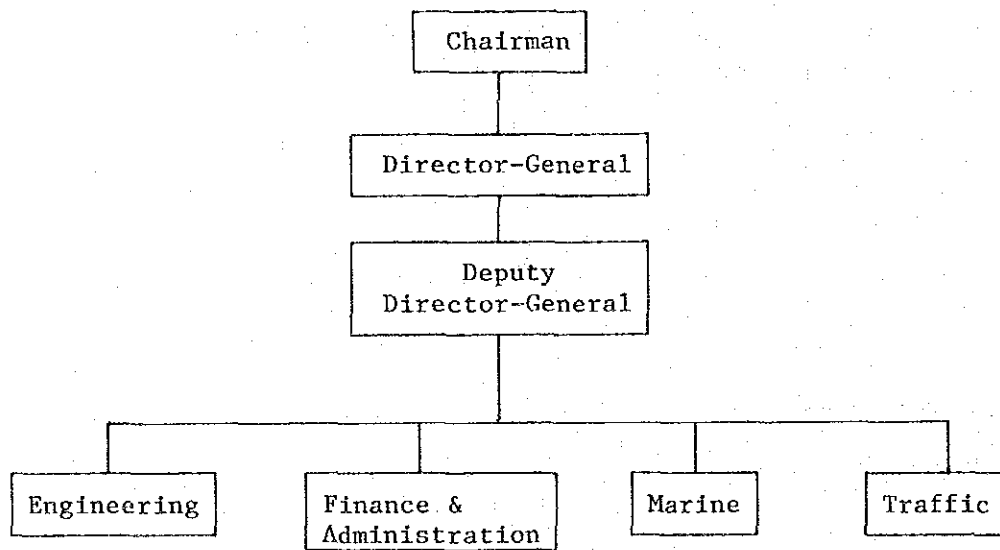 Chairman
Director-General
Deputy
Director-General
Engineering
Finance &
Administration
Marine
Traffic